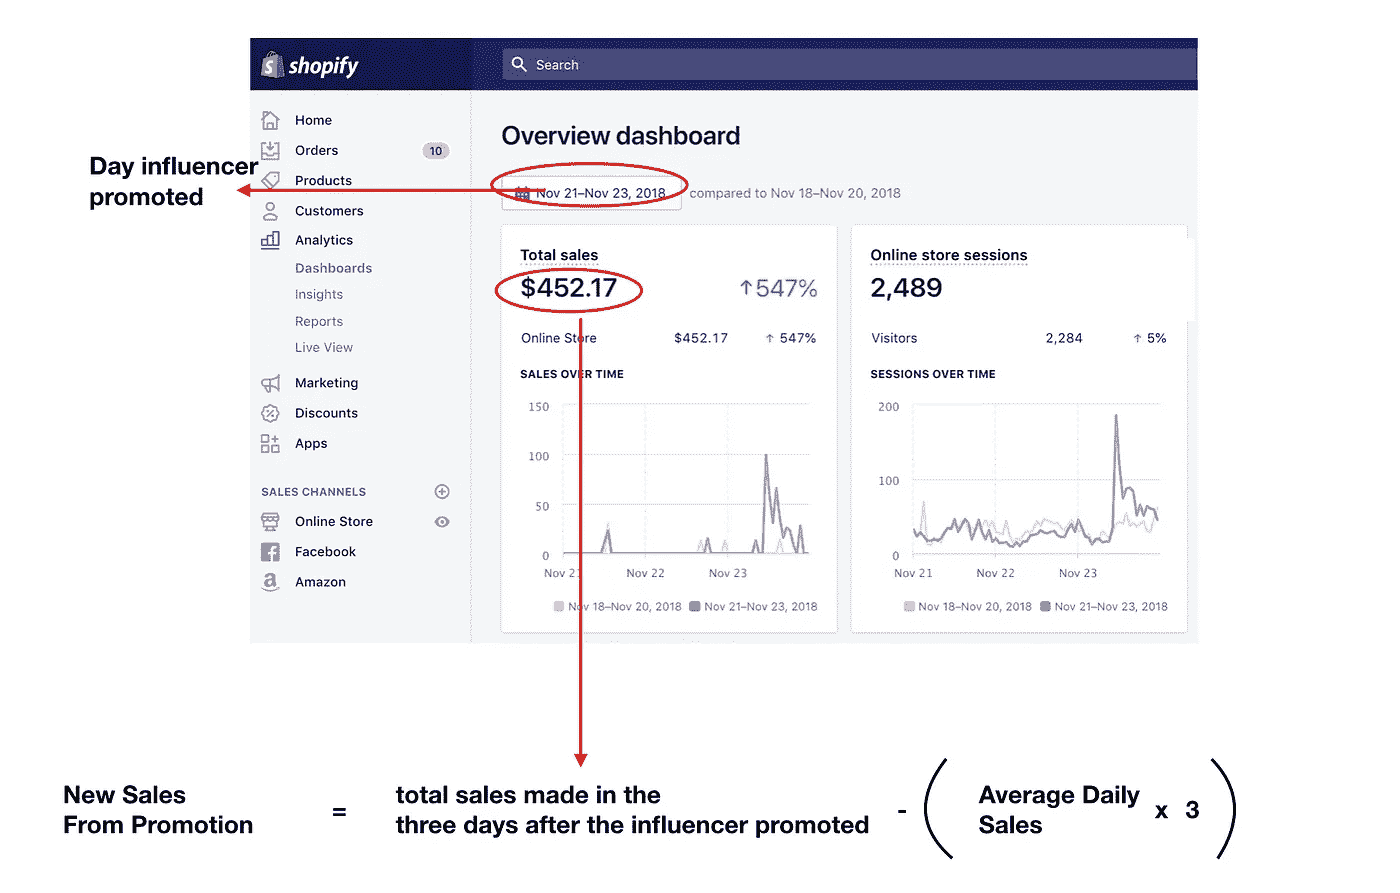 shopify
Search
Home
Orders 10
Products
Customers
Analytics
Dashboards
Insights
Reports
Live View
Marketing
Discounts
Apps
SALES CHANNELS
Online Store
Facebook
Amazon
Day influencer
promoted
Overview dashboard
Nov 21–Nov 23, 2018 compared to Nov 18–Nov 20, 2018
Total sales
$452.17 ↑547%
Online Store $452.17 ↑ 547%
SALES OVER TIME
150
100
50
0
Nov 21 Nov 22 Nov 23
Nov 18–Nov 20, 2018 Nov 21–Nov 23, 2018
Online store sessions
2,489
Visitors 2,284 ↑ 5%
SESSIONS OVER TIME
200
100
0
Nov 21 Nov 22 Nov 23
Nov 18–Nov 20, 2018 Nov 21–Nov 23, 2018
New Sales
From Promotion
=
total sales made in the
three days after the influencer promoted
- (
Average Daily
Sales
x 3 )